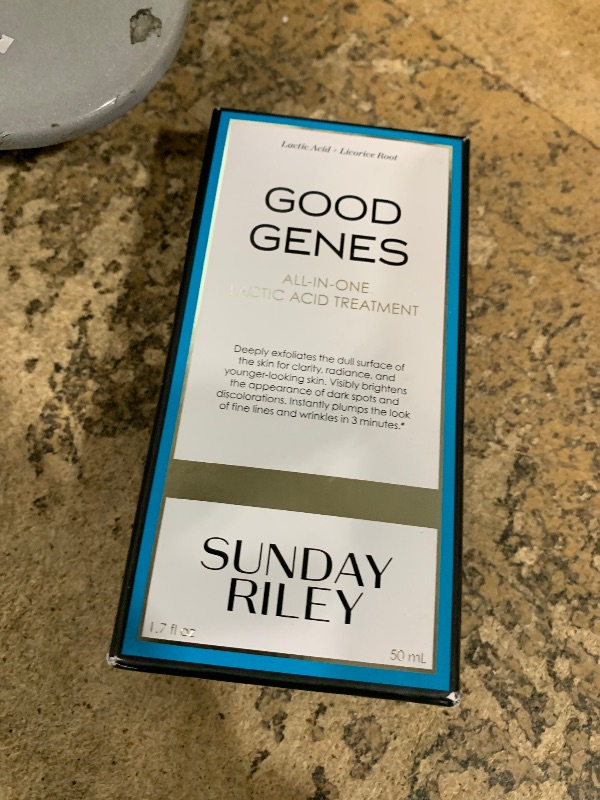 Lactic Acid + Licorice Root
GOOD
GENES
ALL-IN-ONE
LACTIC ACID TREATMENT
Deeply exfoliates the dull surface of
the skin for clarity, radiance, and
younger-looking skin. Visibly brightens
the appearance of dark spots and
discolorations. Instantly plumps the look
of fine lines and wrinkles in 3 minutes.*
SUNDAY
RILEY
1.7 fl oz
50 mL